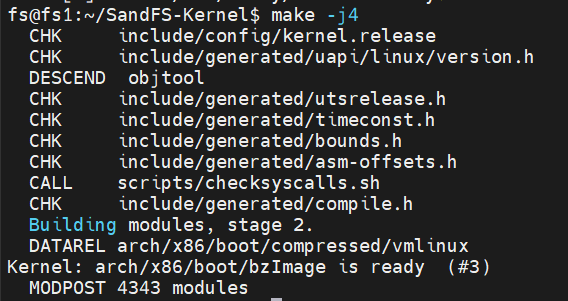 fs@fs1:~/SandFS-Kernel$ make -j4
CHK include/config/kernel.release
CHK include/generated/uapi/linux/version.h
DESCEND objtool
CHK include/generated/utsrelease.h
CHK include/generated/timeconst.h
CHK include/generated/bounds.h
CHK include/generated/asm-offsets.h
CALL scripts/checksyscalls.sh
CHK include/generated/compile.h
Building modules, stage 2.
DATAREL arch/x86/boot/compressed/vmlinux
Kernel: arch/x86/boot/bzImage is ready (#3)
MODPOST 4343 modules